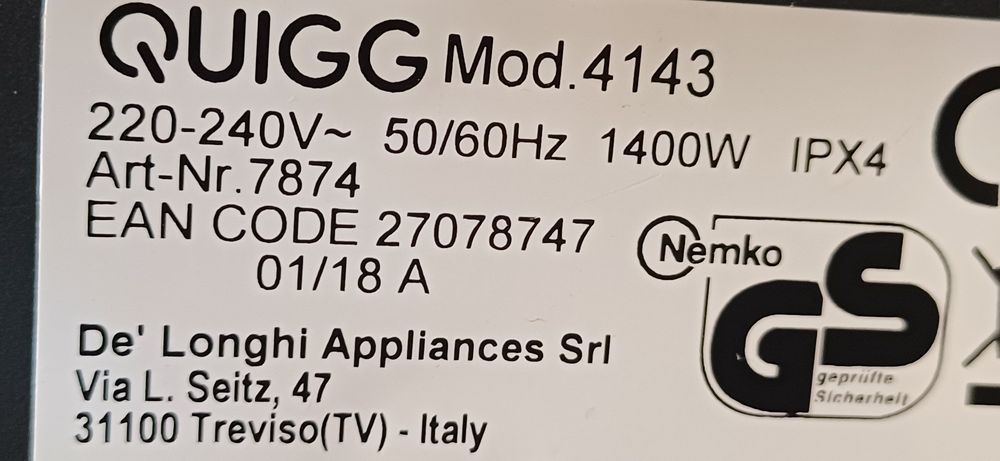 QUIGG Mod.4143
220-240V~ 50/60Hz 1400W IPX4
Art-Nr.7874
EAN CODE 27078747
01/18 A
Nemko
GS
geprüfte
Sicherheit
De' Longhi Appliances Srl
Via L. Seitz, 47
31100 Treviso(TV) - Italy